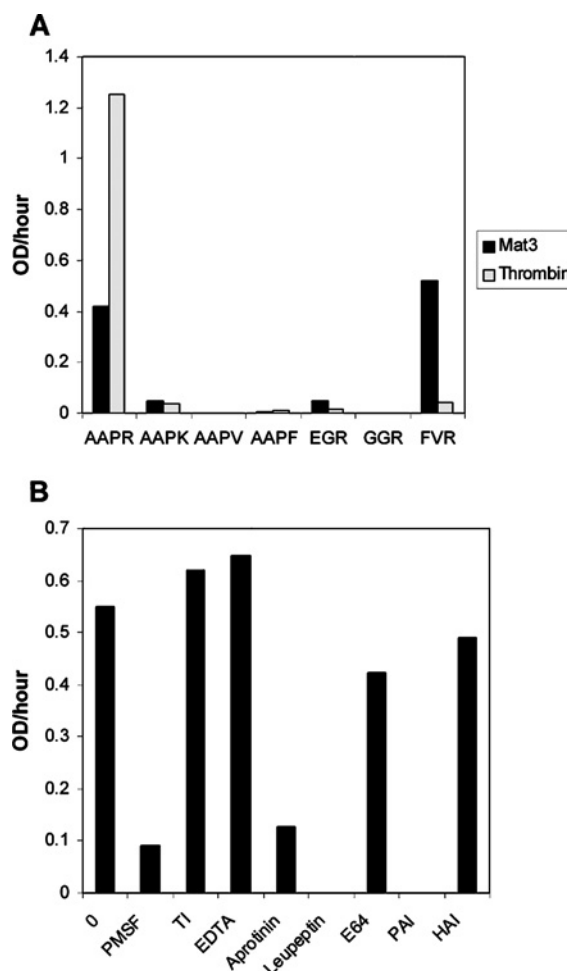 A
1.4
1.2
1
0.8
0.6
0.4
0.2
0
OD/hour
AAPR AAPK AAPV AAPF EGR GGR FVR
Mat3
Thrombin
B
0.7
0.6
0.5
0.4
0.3
0.2
0.1
0
OD/hour
0 PMSF TI EDTA Aprotinin Leupeptin E64 PAI HAI